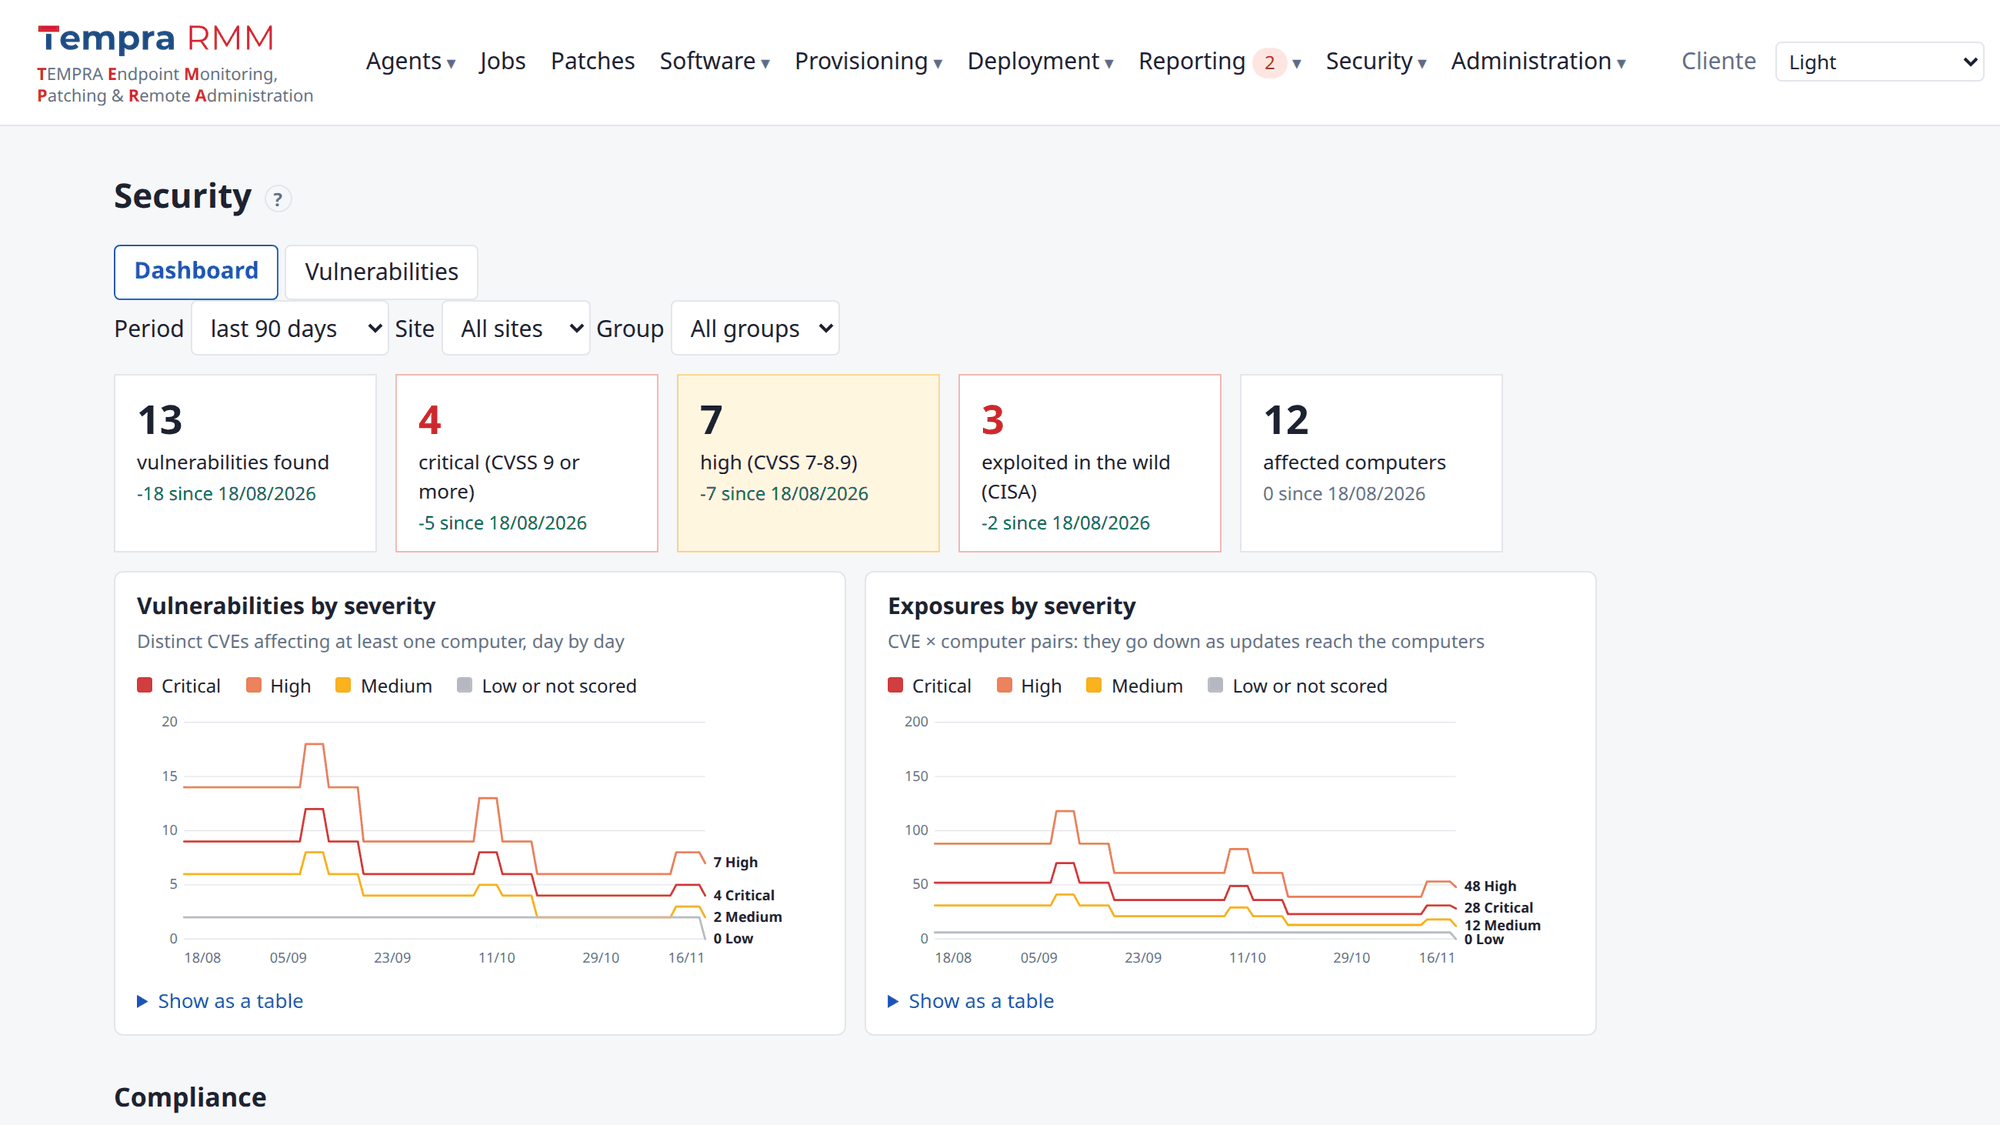 Tempra RMM
TEMPRA Endpoint Monitoring,
Patching & Remote Administration
Agents ▾ Jobs Patches Software ▾ Provisioning ▾ Deployment ▾ Reporting 2 ▾ Security ▾ Administration ▾ Cliente Light
Security ?
Dashboard Vulnerabilities
Period last 90 days Site All sites Group All groups
13
vulnerabilities found
-18 since 18/08/2026
4
critical (CVSS 9 or
more)
-5 since 18/08/2026
7
high (CVSS 7-8.9)
-7 since 18/08/2026
3
exploited in the wild
(CISA)
-2 since 18/08/2026
12
affected computers
0 since 18/08/2026
Vulnerabilities by severity
Distinct CVEs affecting at least one computer, day by day
Critical High Medium Low or not scored
20
15
10
5
0
7 High
4 Critical
2 Medium
0 Low
18/08 05/09 23/09 11/10 29/10 16/11
▶ Show as a table
Exposures by severity
CVE × computer pairs: they go down as updates reach the computers
Critical High Medium Low or not scored
200
150
100
50
0
48 High
28 Critical
12 Medium
0 Low
18/08 05/09 23/09 11/10 29/10 16/11
▶ Show as a table
Compliance